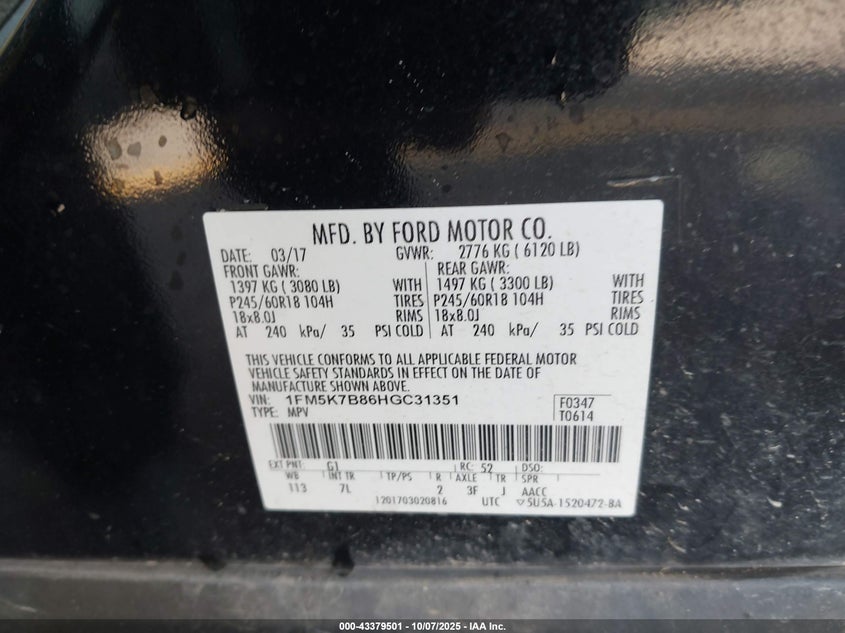 MFD. BY FORD MOTOR CO.
DATE: 03/17 GVWR: 2776 KG ( 6120 LB)
FRONT GAWR: REAR GAWR:
1397 KG ( 3080 LB) WITH 1497 KG ( 3300 LB) WITH
P245/60R18 104H TIRES P245/60R18 104H TIRES
18x8.0J RIMS 18x8.0J RIMS
AT 240 kPa/ 35 PSI COLD AT 240 kPa/ 35 PSI COLD
THIS VEHICLE CONFORMS TO ALL APPLICABLE FEDERAL MOTOR
VEHICLE SAFETY STANDARDS IN EFFECT ON THE DATE OF
MANUFACTURE SHOWN ABOVE.
VIN: 1FM5K7B86HGC31351 F0347
TYPE: MPV T0614
EXT PNT: G1 RC: 52 DSO:
WB INT TR TP/PS R AXLE TR SPR
113 7L 2 3F J AACC
1201703020816 UTC ▽5U5A-1520472-BA
000-43379501 - 10/07/2025 - IAA Inc.